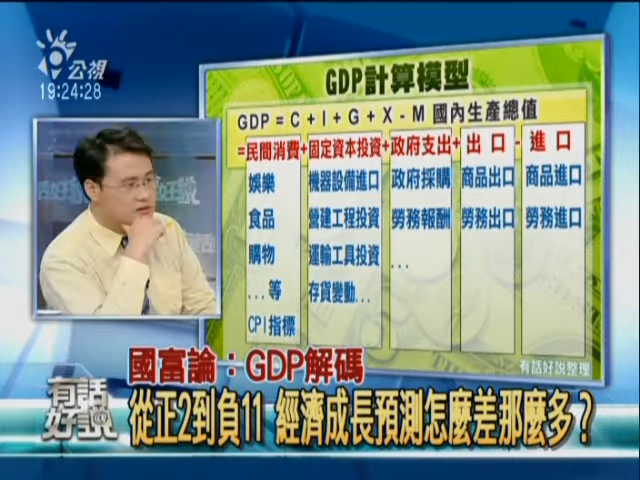 公視
19:24:28
GDP計算模型
GDP = C + I + G + X - M 國內生產總值
=民間消費+固定資本投資+政府支出+出口-進口
娛樂 機器設備進口 政府採購 商品出口 商品進口
食品 營建工程投資 勞務報酬 勞務出口 勞務進口
購物 運輸工具投資 ...
...等 存貨變動...
CPI指標
有話好說整理
國富論：GDP解碼
有話好說
從正2到負11 經濟成長預測怎麼差那麼多？